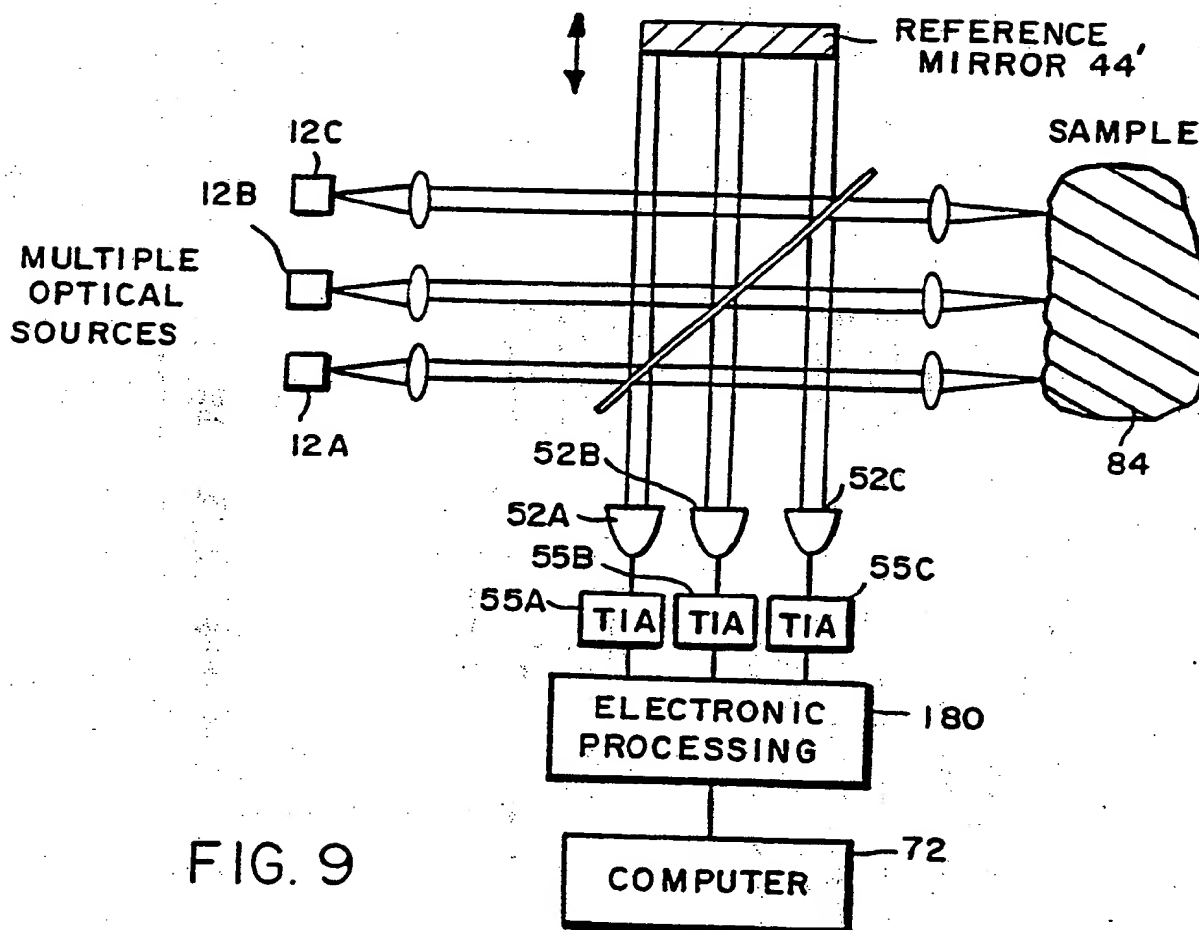 REFERENCE
MIRROR 44'
12C
SAMPLE
12B
MULTIPLE
OPTICAL
SOURCES
12A
84
52B
52C
52A
55B
55C
55A
TIA
TIA
TIA
ELECTRONIC
PROCESSING
180
FIG. 9
COMPUTER
72